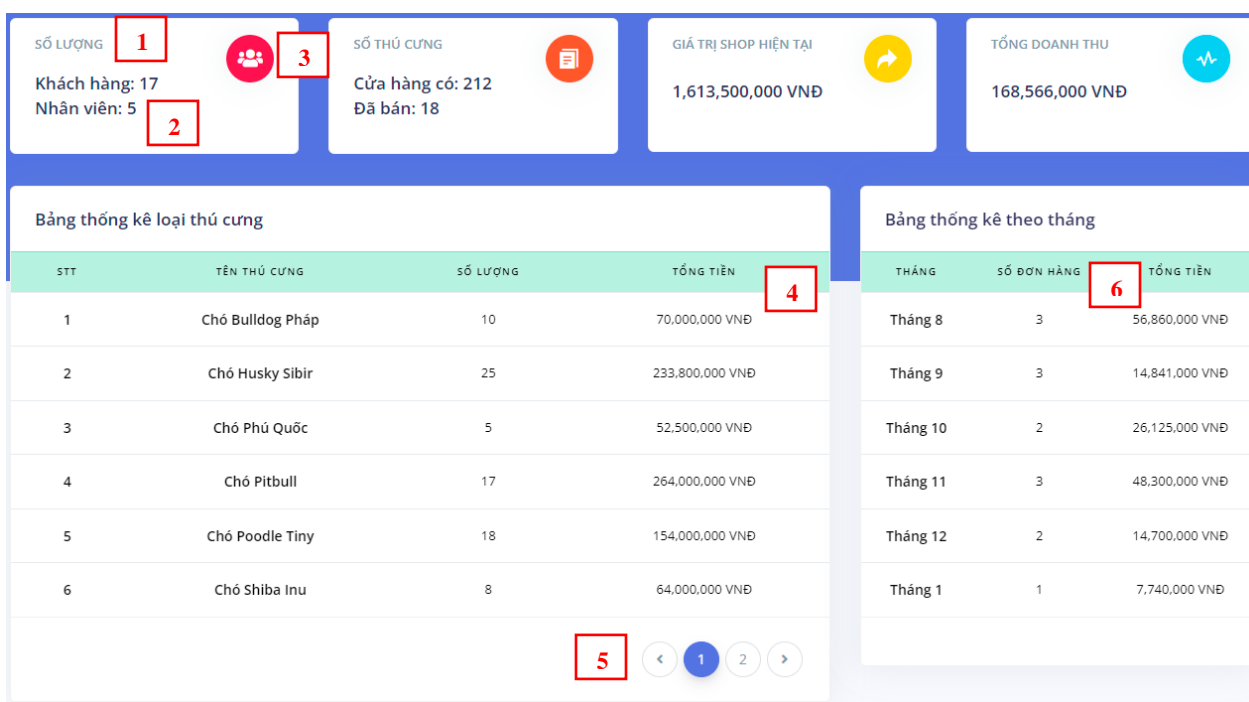 SỐ LƯỢNG
1
Khách hàng: 17
Nhân viên: 5
2
3
SỐ THÚ CƯNG
Cửa hàng có: 212
Đã bán: 18
GIÁ TRỊ SHOP HIỆN TẠI
1,613,500,000 VNĐ
TỔNG DOANH THU
168,566,000 VNĐ
Bảng thống kê loại thú cưng
STT TÊN THÚ CƯNG SỐ LƯỢNG TỔNG TIỀN
4
1 Chó Bulldog Pháp 10 70,000,000 VNĐ
2 Chó Husky Sibir 25 233,800,000 VNĐ
3 Chó Phú Quốc 5 52,500,000 VNĐ
4 Chó Pitbull 17 264,000,000 VNĐ
5 Chó Poodle Tiny 18 154,000,000 VNĐ
6 Chó Shiba Inu 8 64,000,000 VNĐ
5
1 2
Bảng thống kê theo tháng
THÁNG SỐ ĐƠN HÀNG TỔNG TIỀN
6
Tháng 8 3 56,860,000 VNĐ
Tháng 9 3 14,841,000 VNĐ
Tháng 10 2 26,125,000 VNĐ
Tháng 11 3 48,300,000 VNĐ
Tháng 12 2 14,700,000 VNĐ
Tháng 1 1 7,740,000 VNĐ